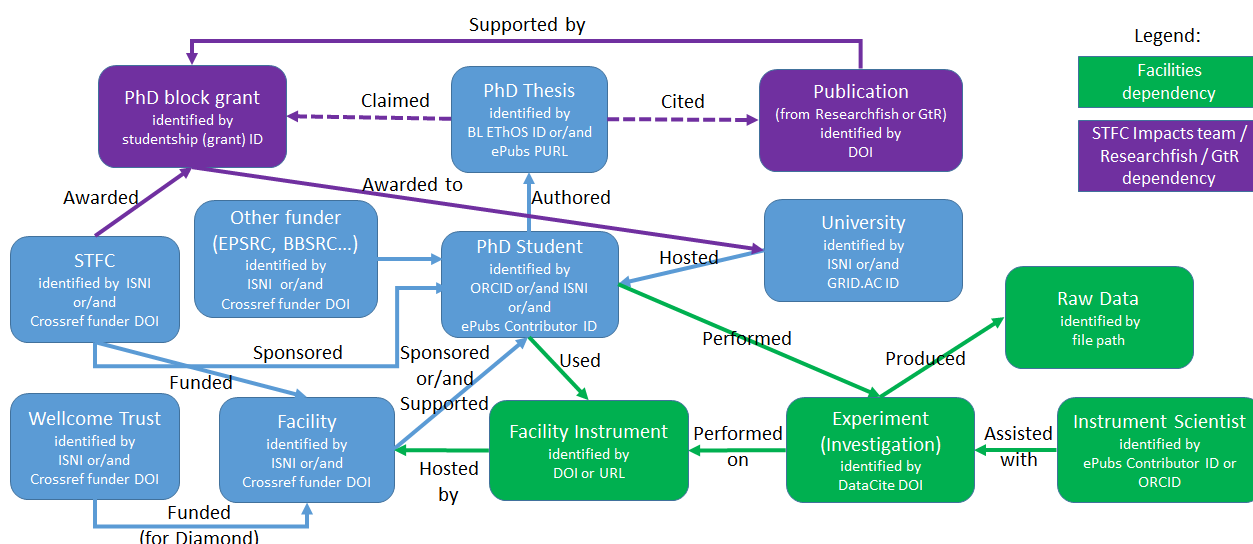 Supported by
Legend:
Facilities
dependency
STFC Impacts team /
Researchfish / GtR
dependency
PhD block grant
identified by
studentship (grant) ID
Claimed
PhD Thesis
identified by
BL EThOS ID or/and
ePubs PURL
Cited
Publication
(from Researchfish or GtR)
identified by
DOI
Awarded
Awarded to
Authored
Other funder
(EPSRC, BBSRC...)
identified by
ISNI or/and
Crossref funder DOI
PhD Student
identified by
ORCID or/and ISNI
or/and
ePubs Contributor ID
Hosted
University
identified by
ISNI or/and
GRID.AC ID
STFC
identified by ISNI
or/and
Crossref funder DOI
Raw Data
identified by
file path
Sponsored
Sponsored
or/and
Supported
Used
Performed
Produced
Funded
Wellcome Trust
identified by
ISNI or/and
Crossref funder DOI
Facility
identified by
ISNI or/and
Crossref funder DOI
Hosted
by
Facility Instrument
identified by
DOI or URL
Performed
on
Experiment
(Investigation)
identified by
DataCite DOI
Assisted
with
Instrument Scientist
identified by
ePubs Contributor ID or
ORCID
Funded
(for Diamond)